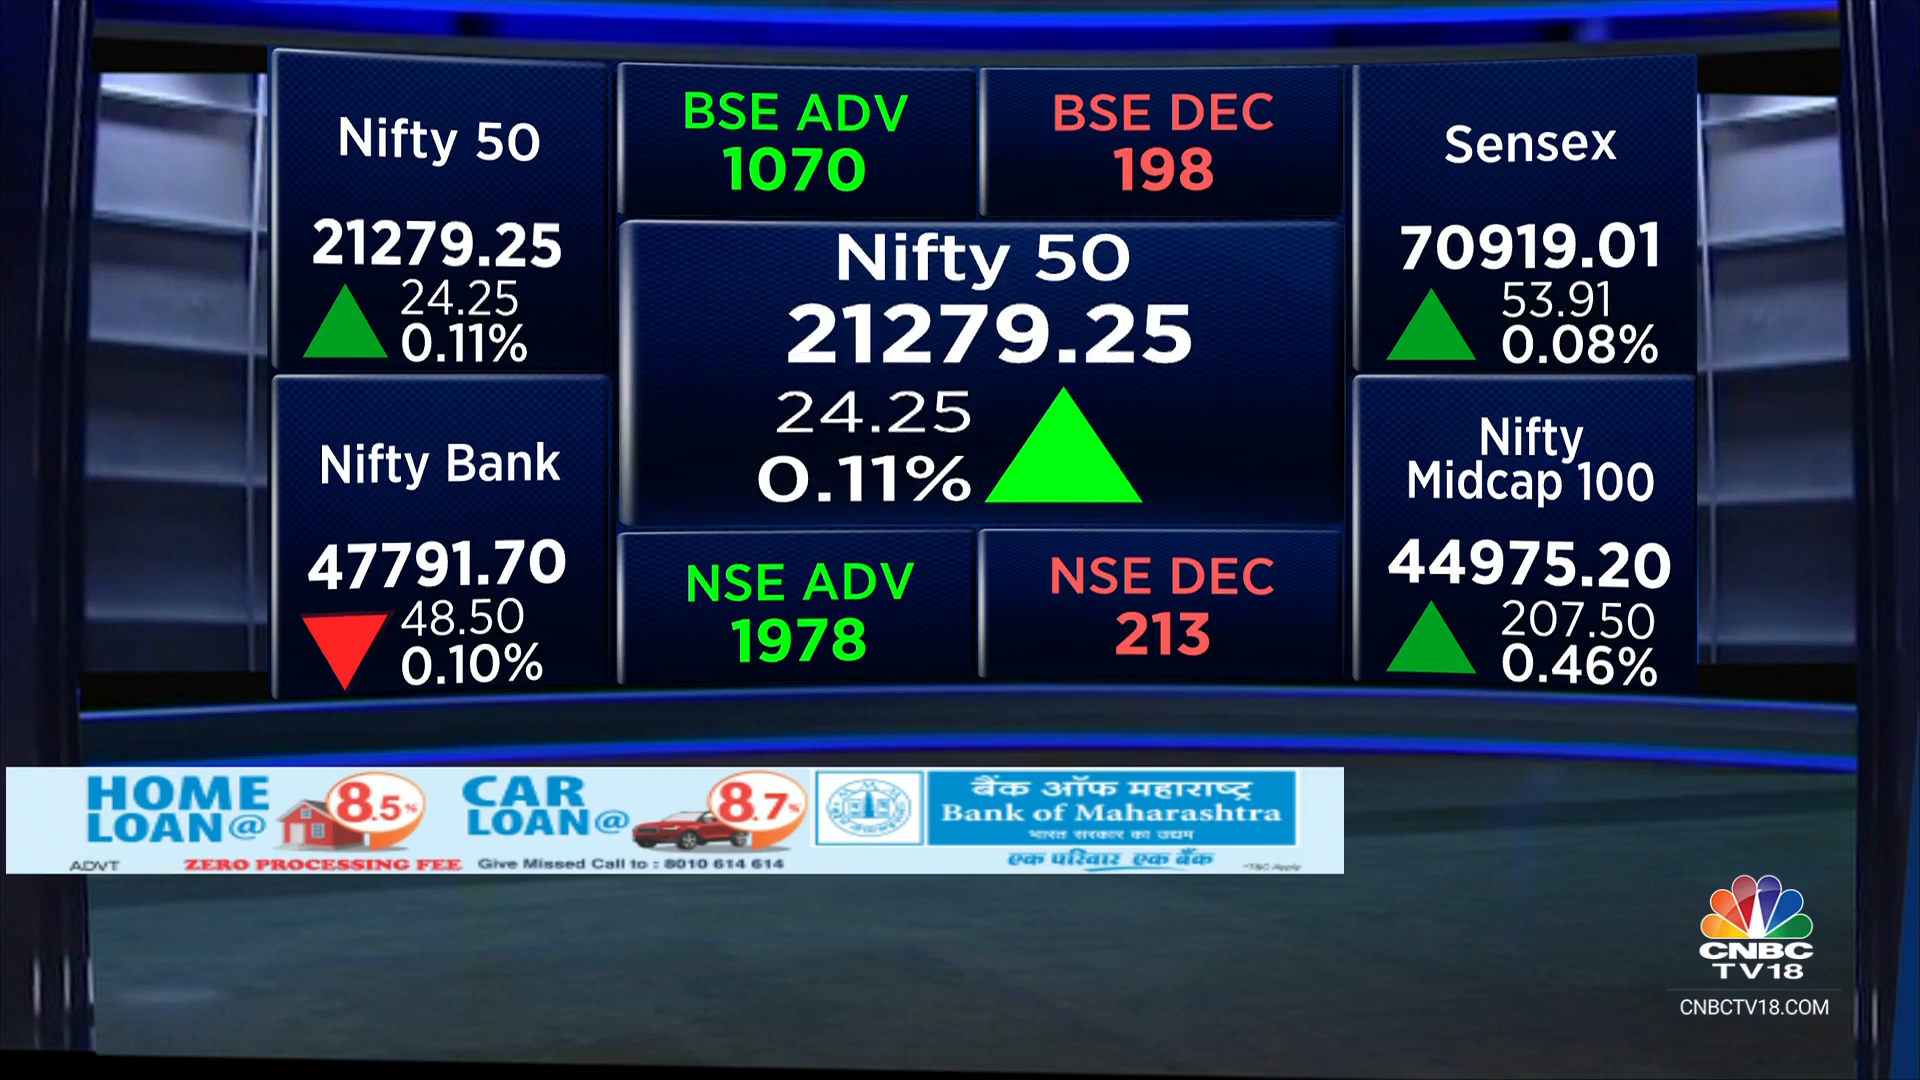 Nifty 50
21279.25
24.25
0.11%
BSE ADV
1070
BSE DEC
198
Sensex
70919.01
53.91
0.08%
Nifty 50
21279.25
24.25
0.11%
Nifty Bank
47791.70
48.50
0.10%
NSE ADV
1978
NSE DEC
213
Nifty
Midcap 100
44975.20
207.50
0.46%
HOME
LOAN@
8.5%
CAR
LOAN@
8.7%
बैंक ऑफ महाराष्ट्र
Bank of Maharashtra
भारत सरकार का उद्यम
एक परिवार एक बैंक
ADVT
ZERO PROCESSING FEE
Give Missed Call to : 8010 614 614
*T&C Apply
CNBC
TV18
CNBCTV18.COM